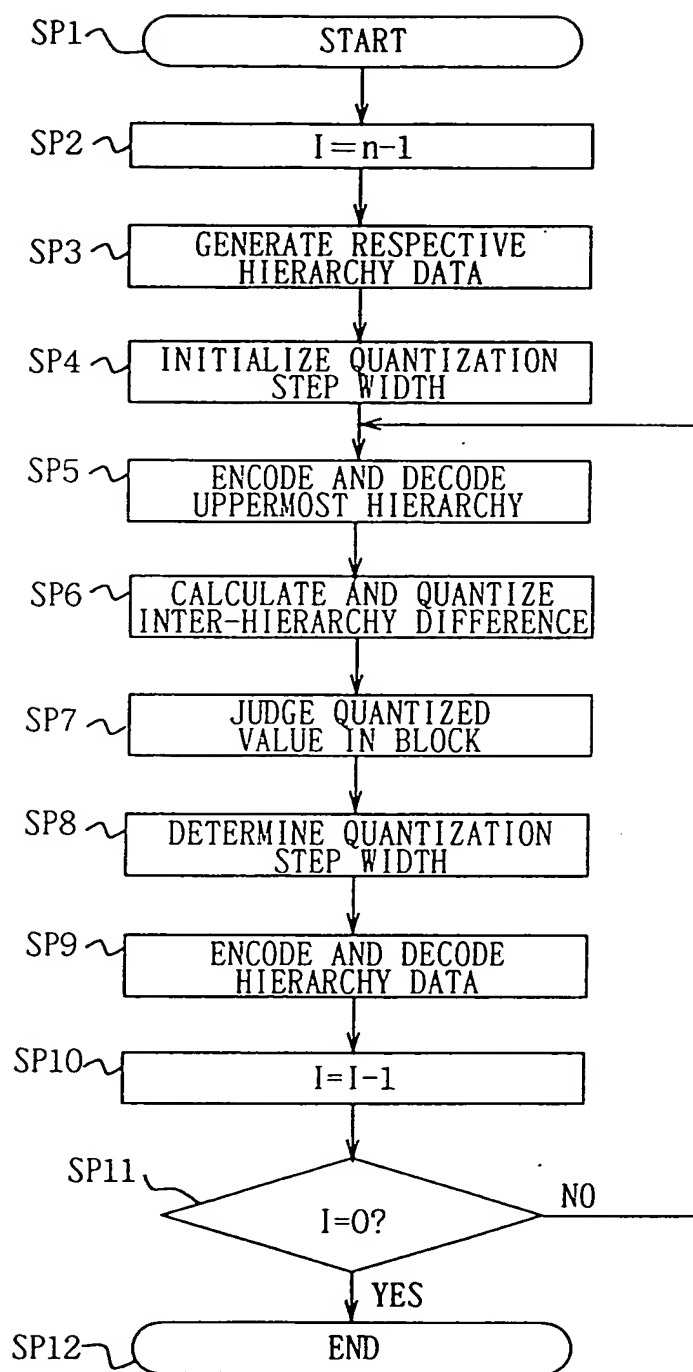 SP1
START
SP2
I=n-1
SP3
GENERATE RESPECTIVE
HIERARCHY DATA
SP4
INITIALIZE QUANTIZATION
STEP WIDTH
SP5
ENCODE AND DECODE
UPPERMOST HIERARCHY
SP6
CALCULATE AND QUANTIZE
INTER-HIERARCHY DIFFERENCE
SP7
JUDGE QUANTIZED
VALUE IN BLOCK
SP8
DETERMINE QUANTIZATION
STEP WIDTH
SP9
ENCODE AND DECODE
HIERARCHY DATA
SP10
I=I-1
SP11
I=0?
NO
YES
SP12
END